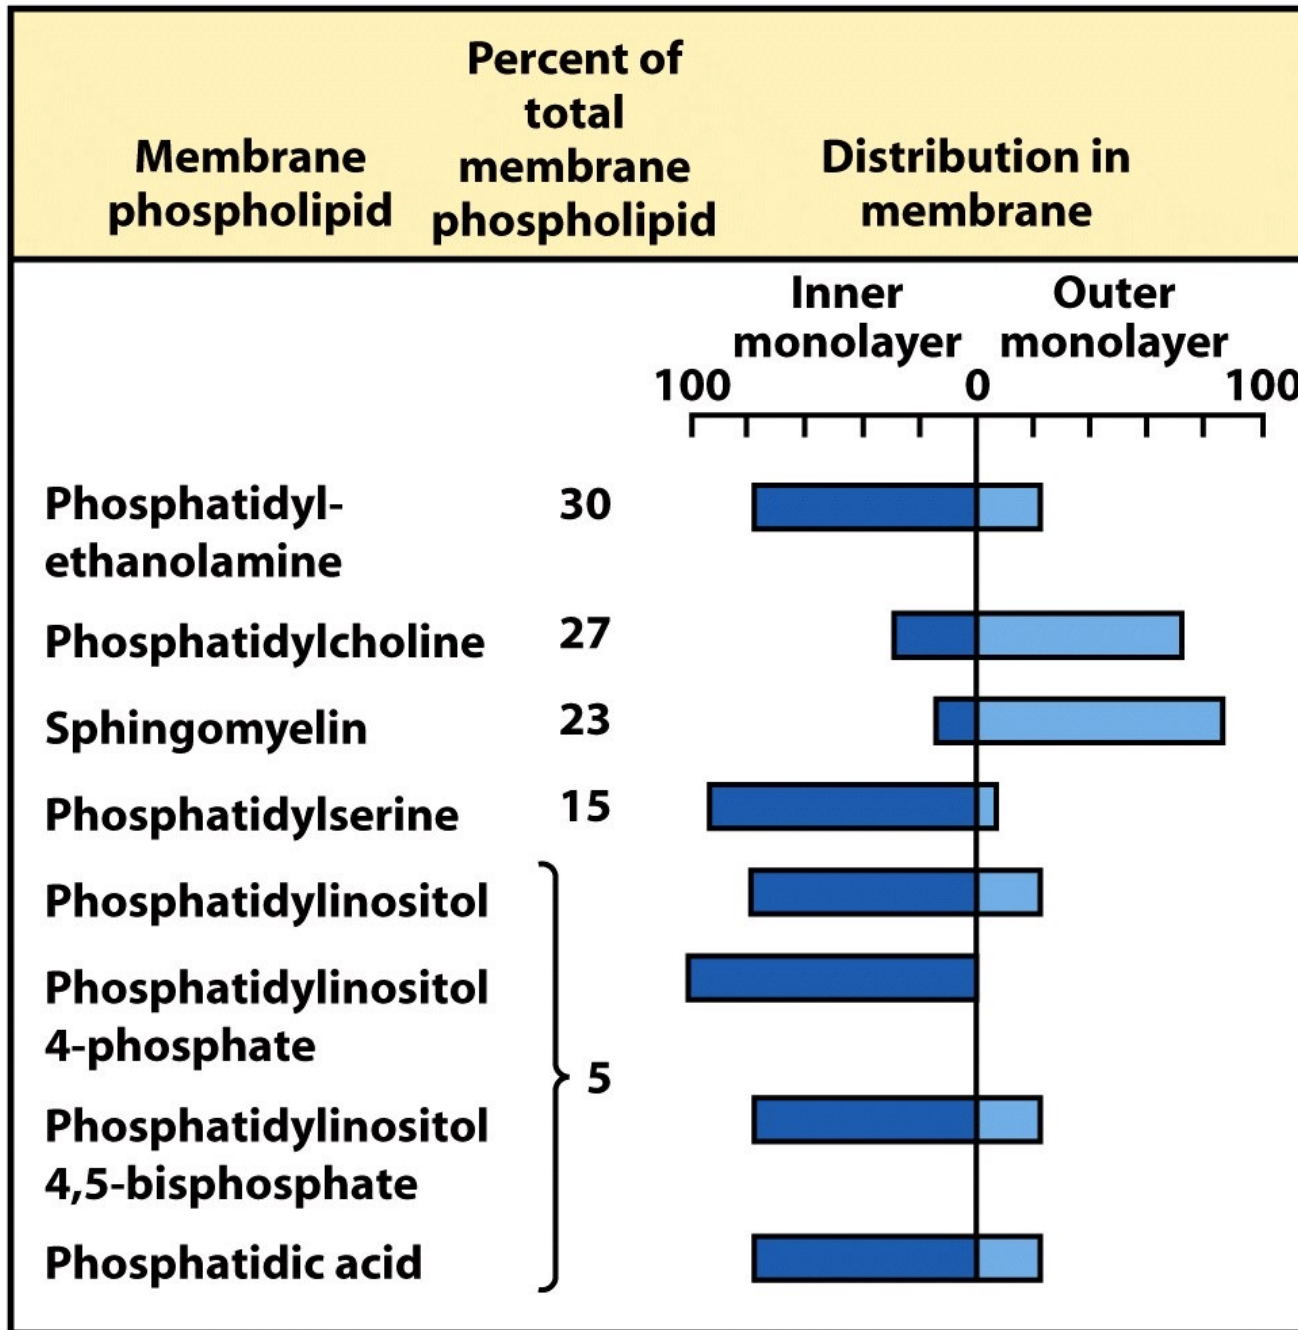 Membrane
phospholipid
Percent of
total
membrane
phospholipid
Distribution in
membrane
Inner
monolayer
Outer
monolayer
100 0 100
Phosphatidyl-
ethanolamine
30
Phosphatidylcholine 27
Sphingomyelin 23
Phosphatidylserine 15
Phosphatidylinositol
Phosphatidylinositol
4-phosphate
Phosphatidylinositol
4,5-bisphosphate
Phosphatidic acid
5